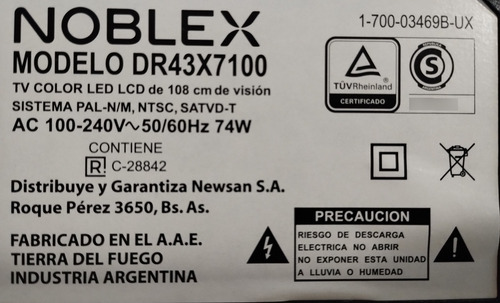 NOBLEX
1-700-03469B-UX
MODELO DR43X7100
TV COLOR LED LCD de 108 cm de visión
SISTEMA PAL-N/M, NTSC, SATVD-T
AC 100-240V~50/60Hz 74W
TÜVRheinland
CERTIFICADO
S
CONTIENE
R! C-28842
Distribuye y Garantiza Newsan S.A.
Roque Pérez 3650, Bs. As.
FABRICADO EN EL A.A.E.
TIERRA DEL FUEGO
INDUSTRIA ARGENTINA
PRECAUCION
RIESGO DE DESCARGA
ELECTRICA NO ABRIR
NO EXPONER ESTA UNIDAD
A LLUVIA O HUMEDAD